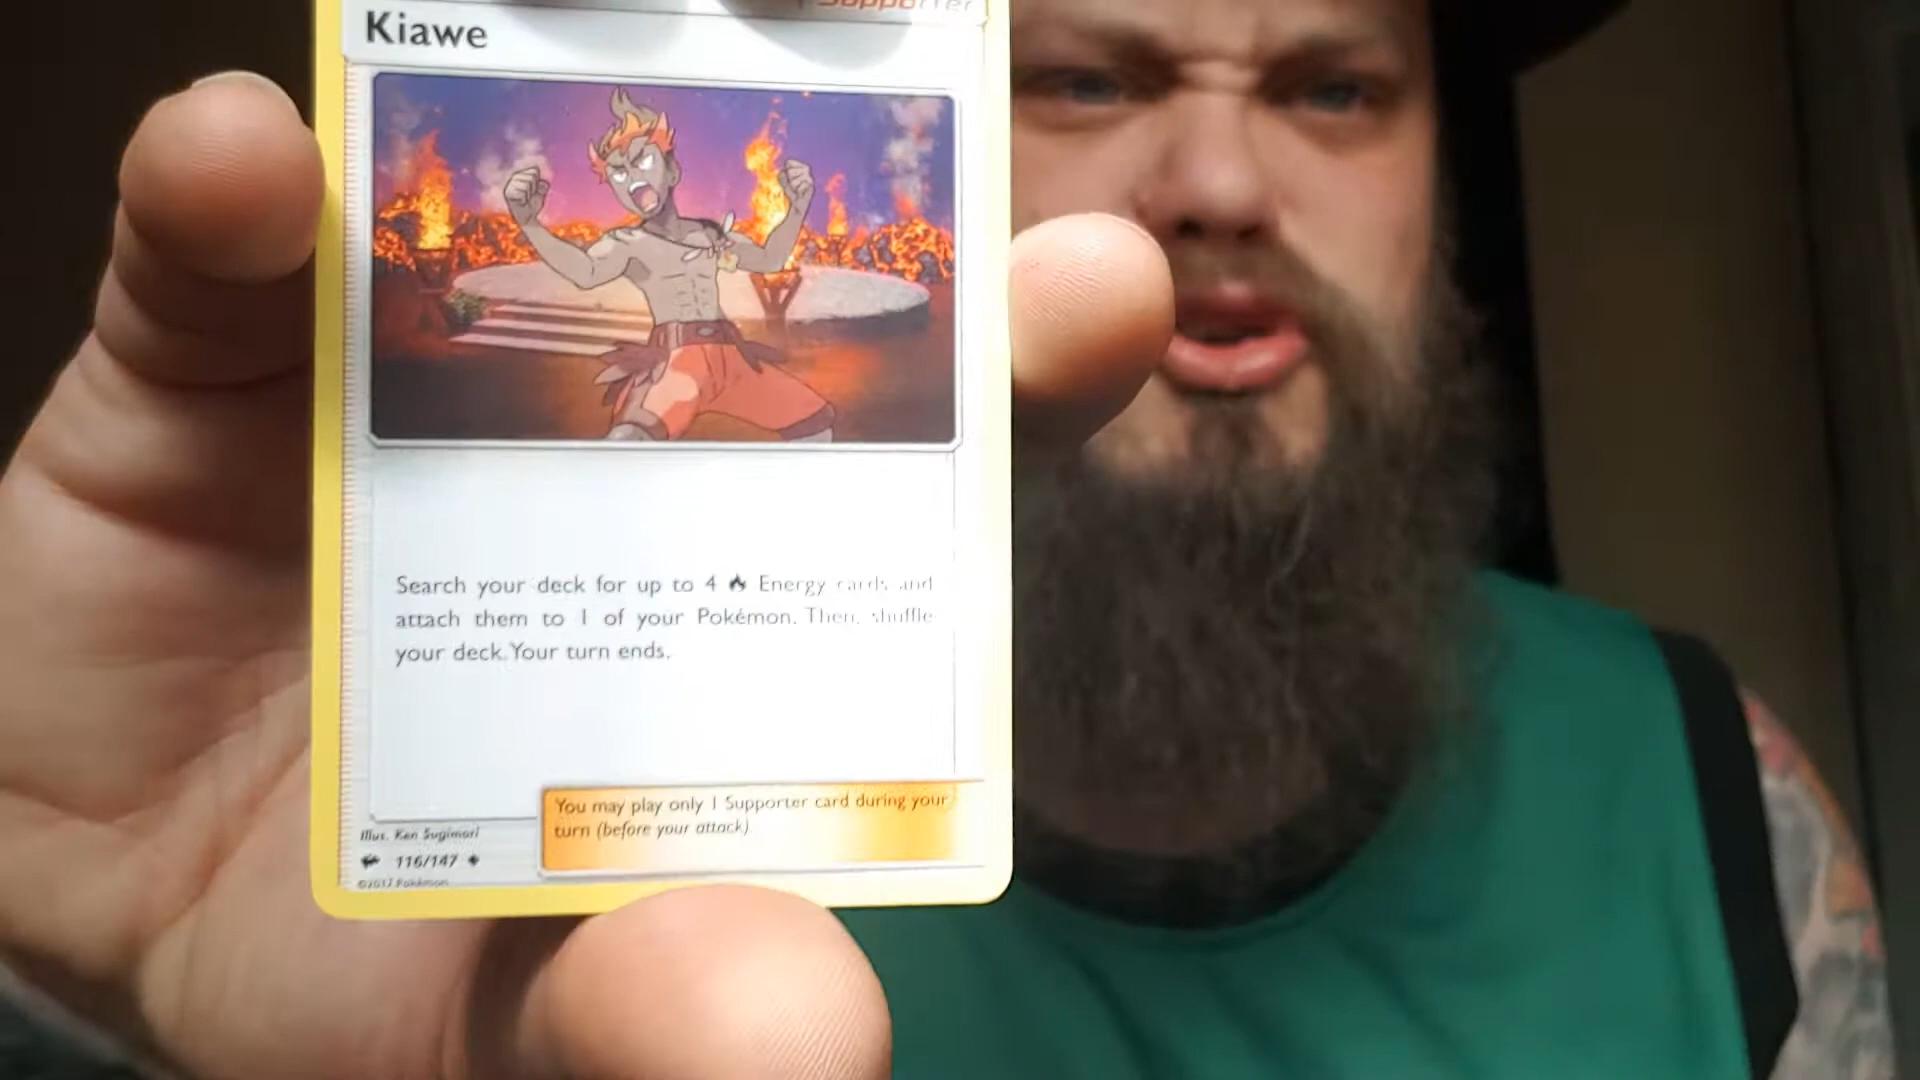 Supporter
Kiawe
Search your deck for up to 4 Energy cards and
attach them to 1 of your Pokémon. Then, shuffle
your deck. Your turn ends.
You may play only 1 Supporter card during your
turn (before your attack).
Illus. Ken Sugimori
116/147
©2017 Pokémon